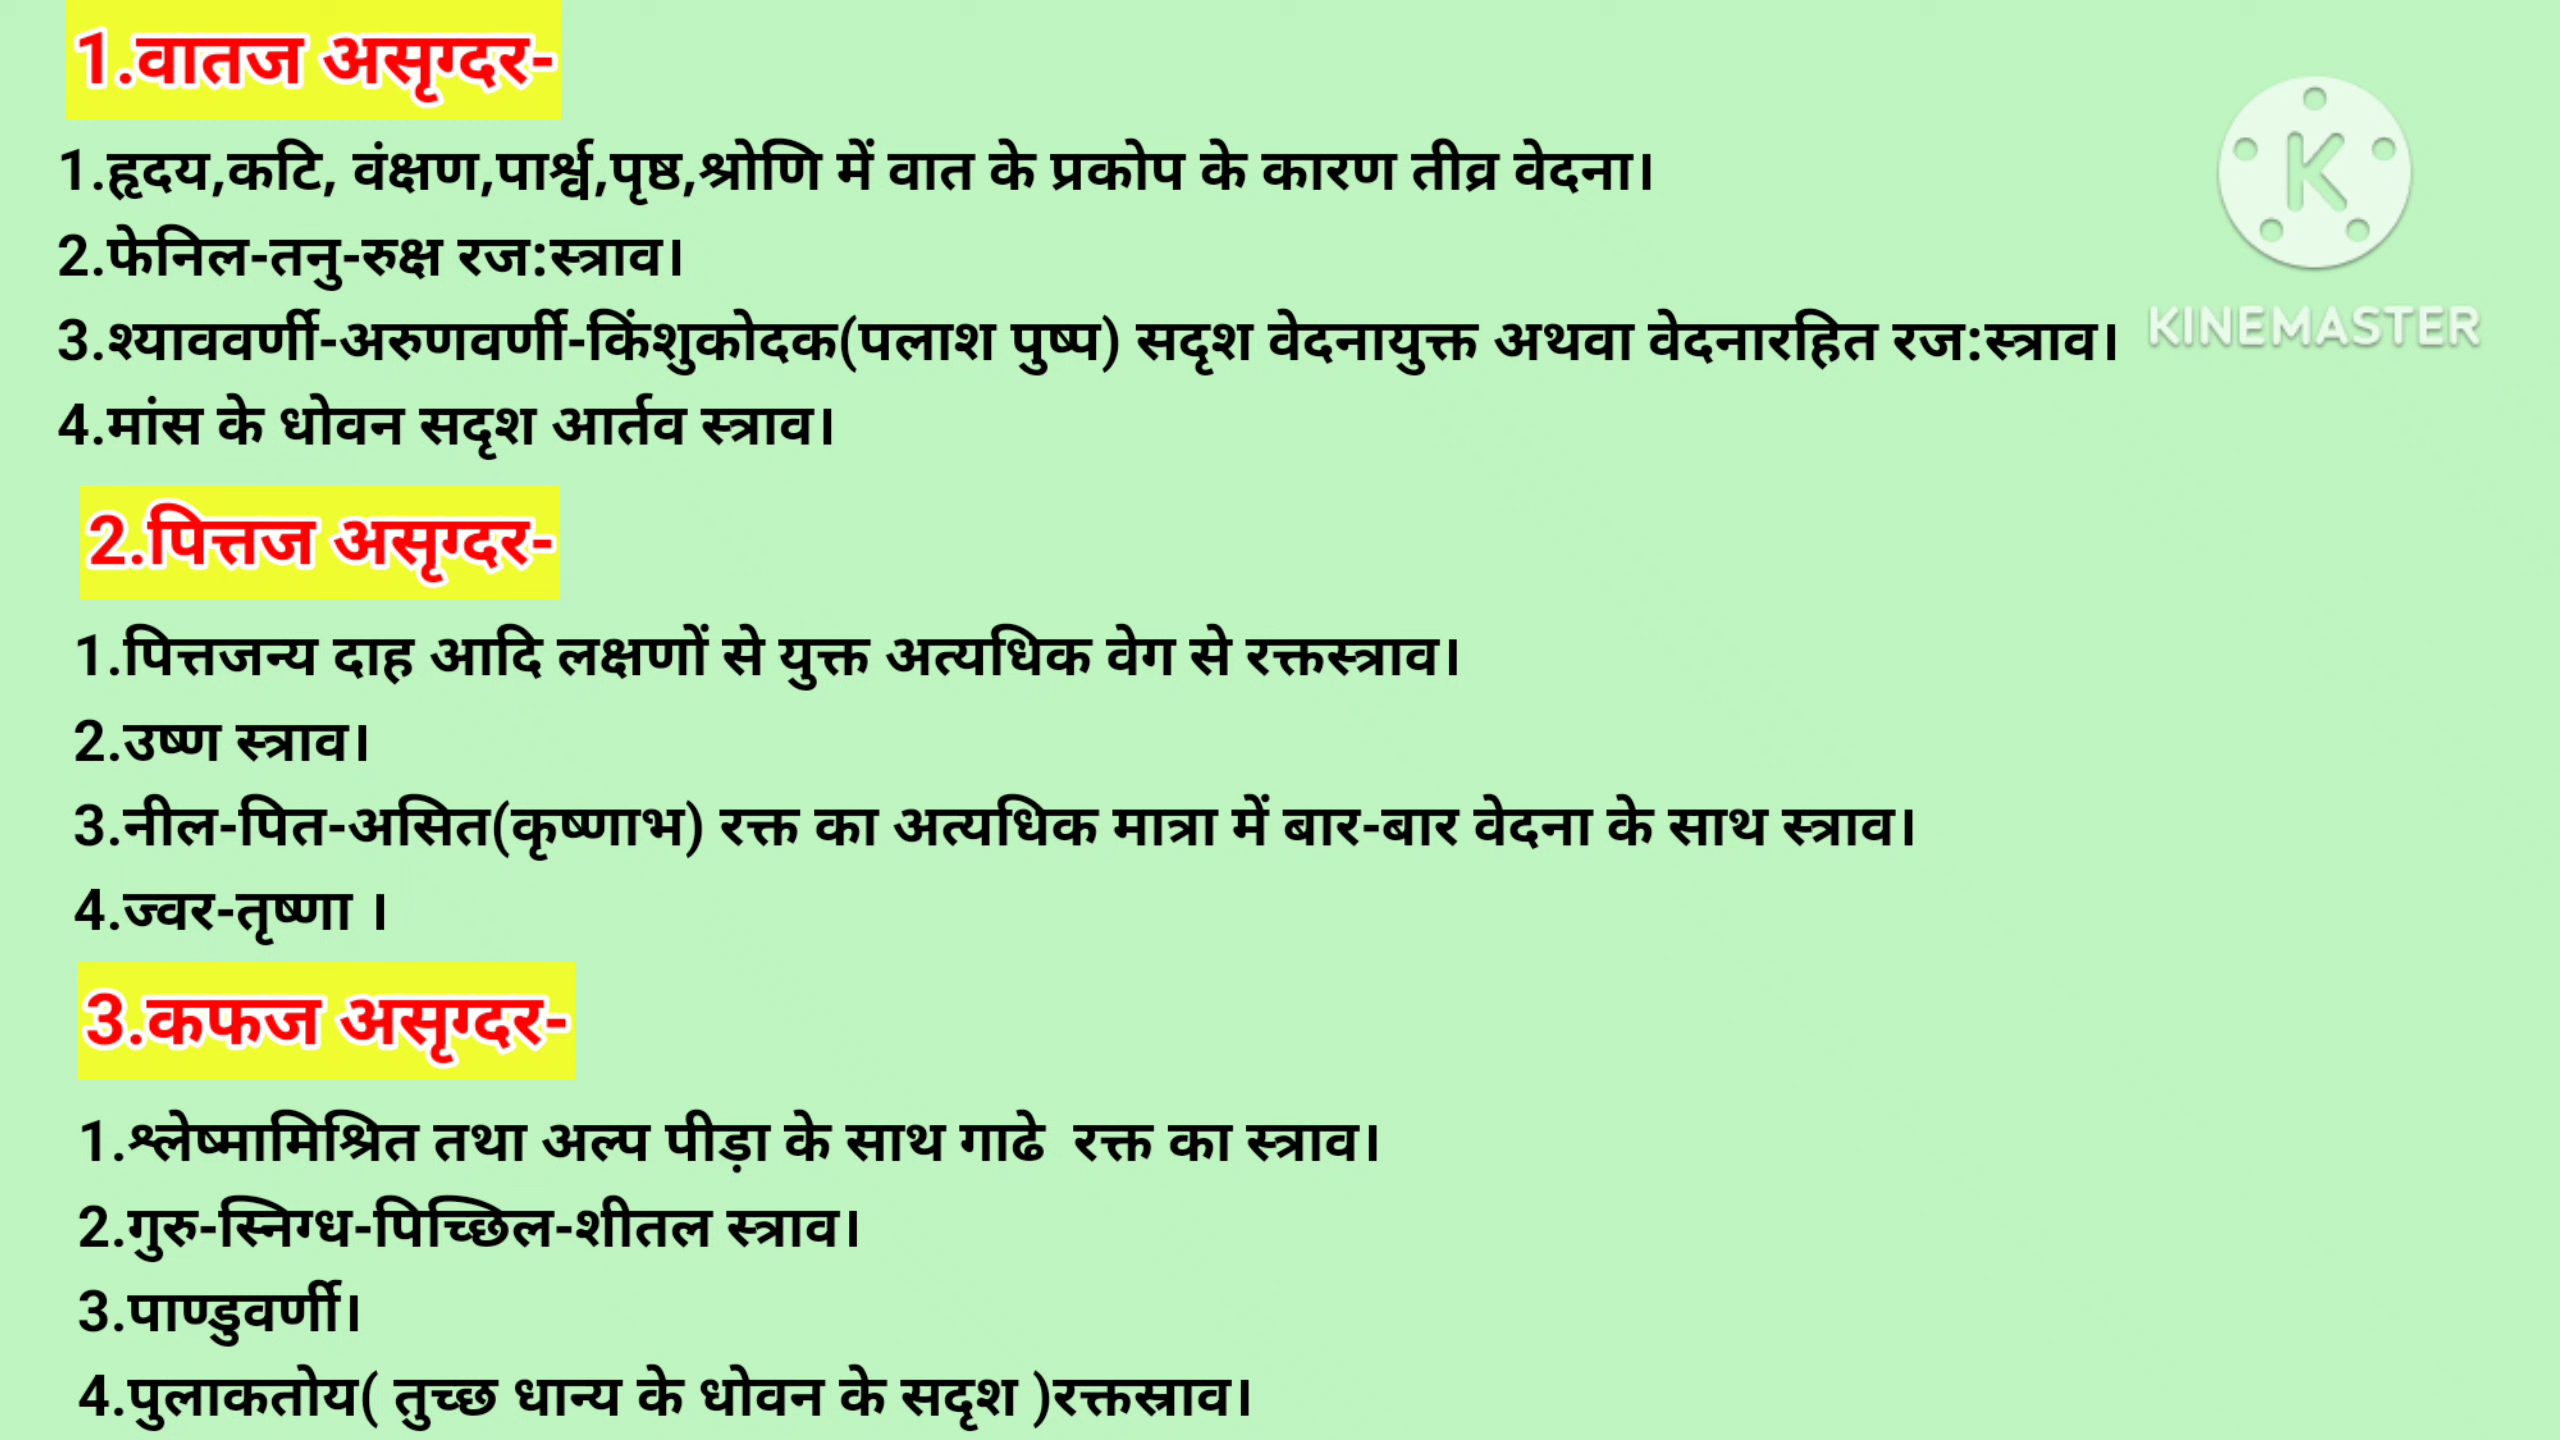 1.वातज असृग्दर-
1.हृदय,कटि, वंक्षण,पार्श्व,पृष्ठ,श्रोणि में वात के प्रकोप के कारण तीव्र वेदना।
2.फेनिल-तनु-रुक्ष रज:स्त्राव।
3.श्याववर्णी-अरुणवर्णी-किंशुकोदक(पलाश पुष्प) सदृश वेदनायुक्त अथवा वेदनारहित रज:स्त्राव।
KINEMASTER
4.मांस के धोवन सदृश आर्तव स्त्राव।
2.पित्तज असृग्दर-
1.पित्तजन्य दाह आदि लक्षणों से युक्त अत्यधिक वेग से रक्तस्त्राव।
2.उष्ण स्त्राव।
3.नील-पित-असित(कृष्णाभ) रक्त का अत्यधिक मात्रा में बार-बार वेदना के साथ स्त्राव।
4.ज्वर-तृष्णा ।
3.कफज असृग्दर-
1.श्लेष्मामिश्रित तथा अल्प पीड़ा के साथ गाढे रक्त का स्त्राव।
2.गुरु-स्निग्ध-पिच्छिल-शीतल स्त्राव।
3.पाण्डुवर्णी।
4.पुलाकतोय( तुच्छ धान्य के धोवन के सदृश )रक्तस्राव।